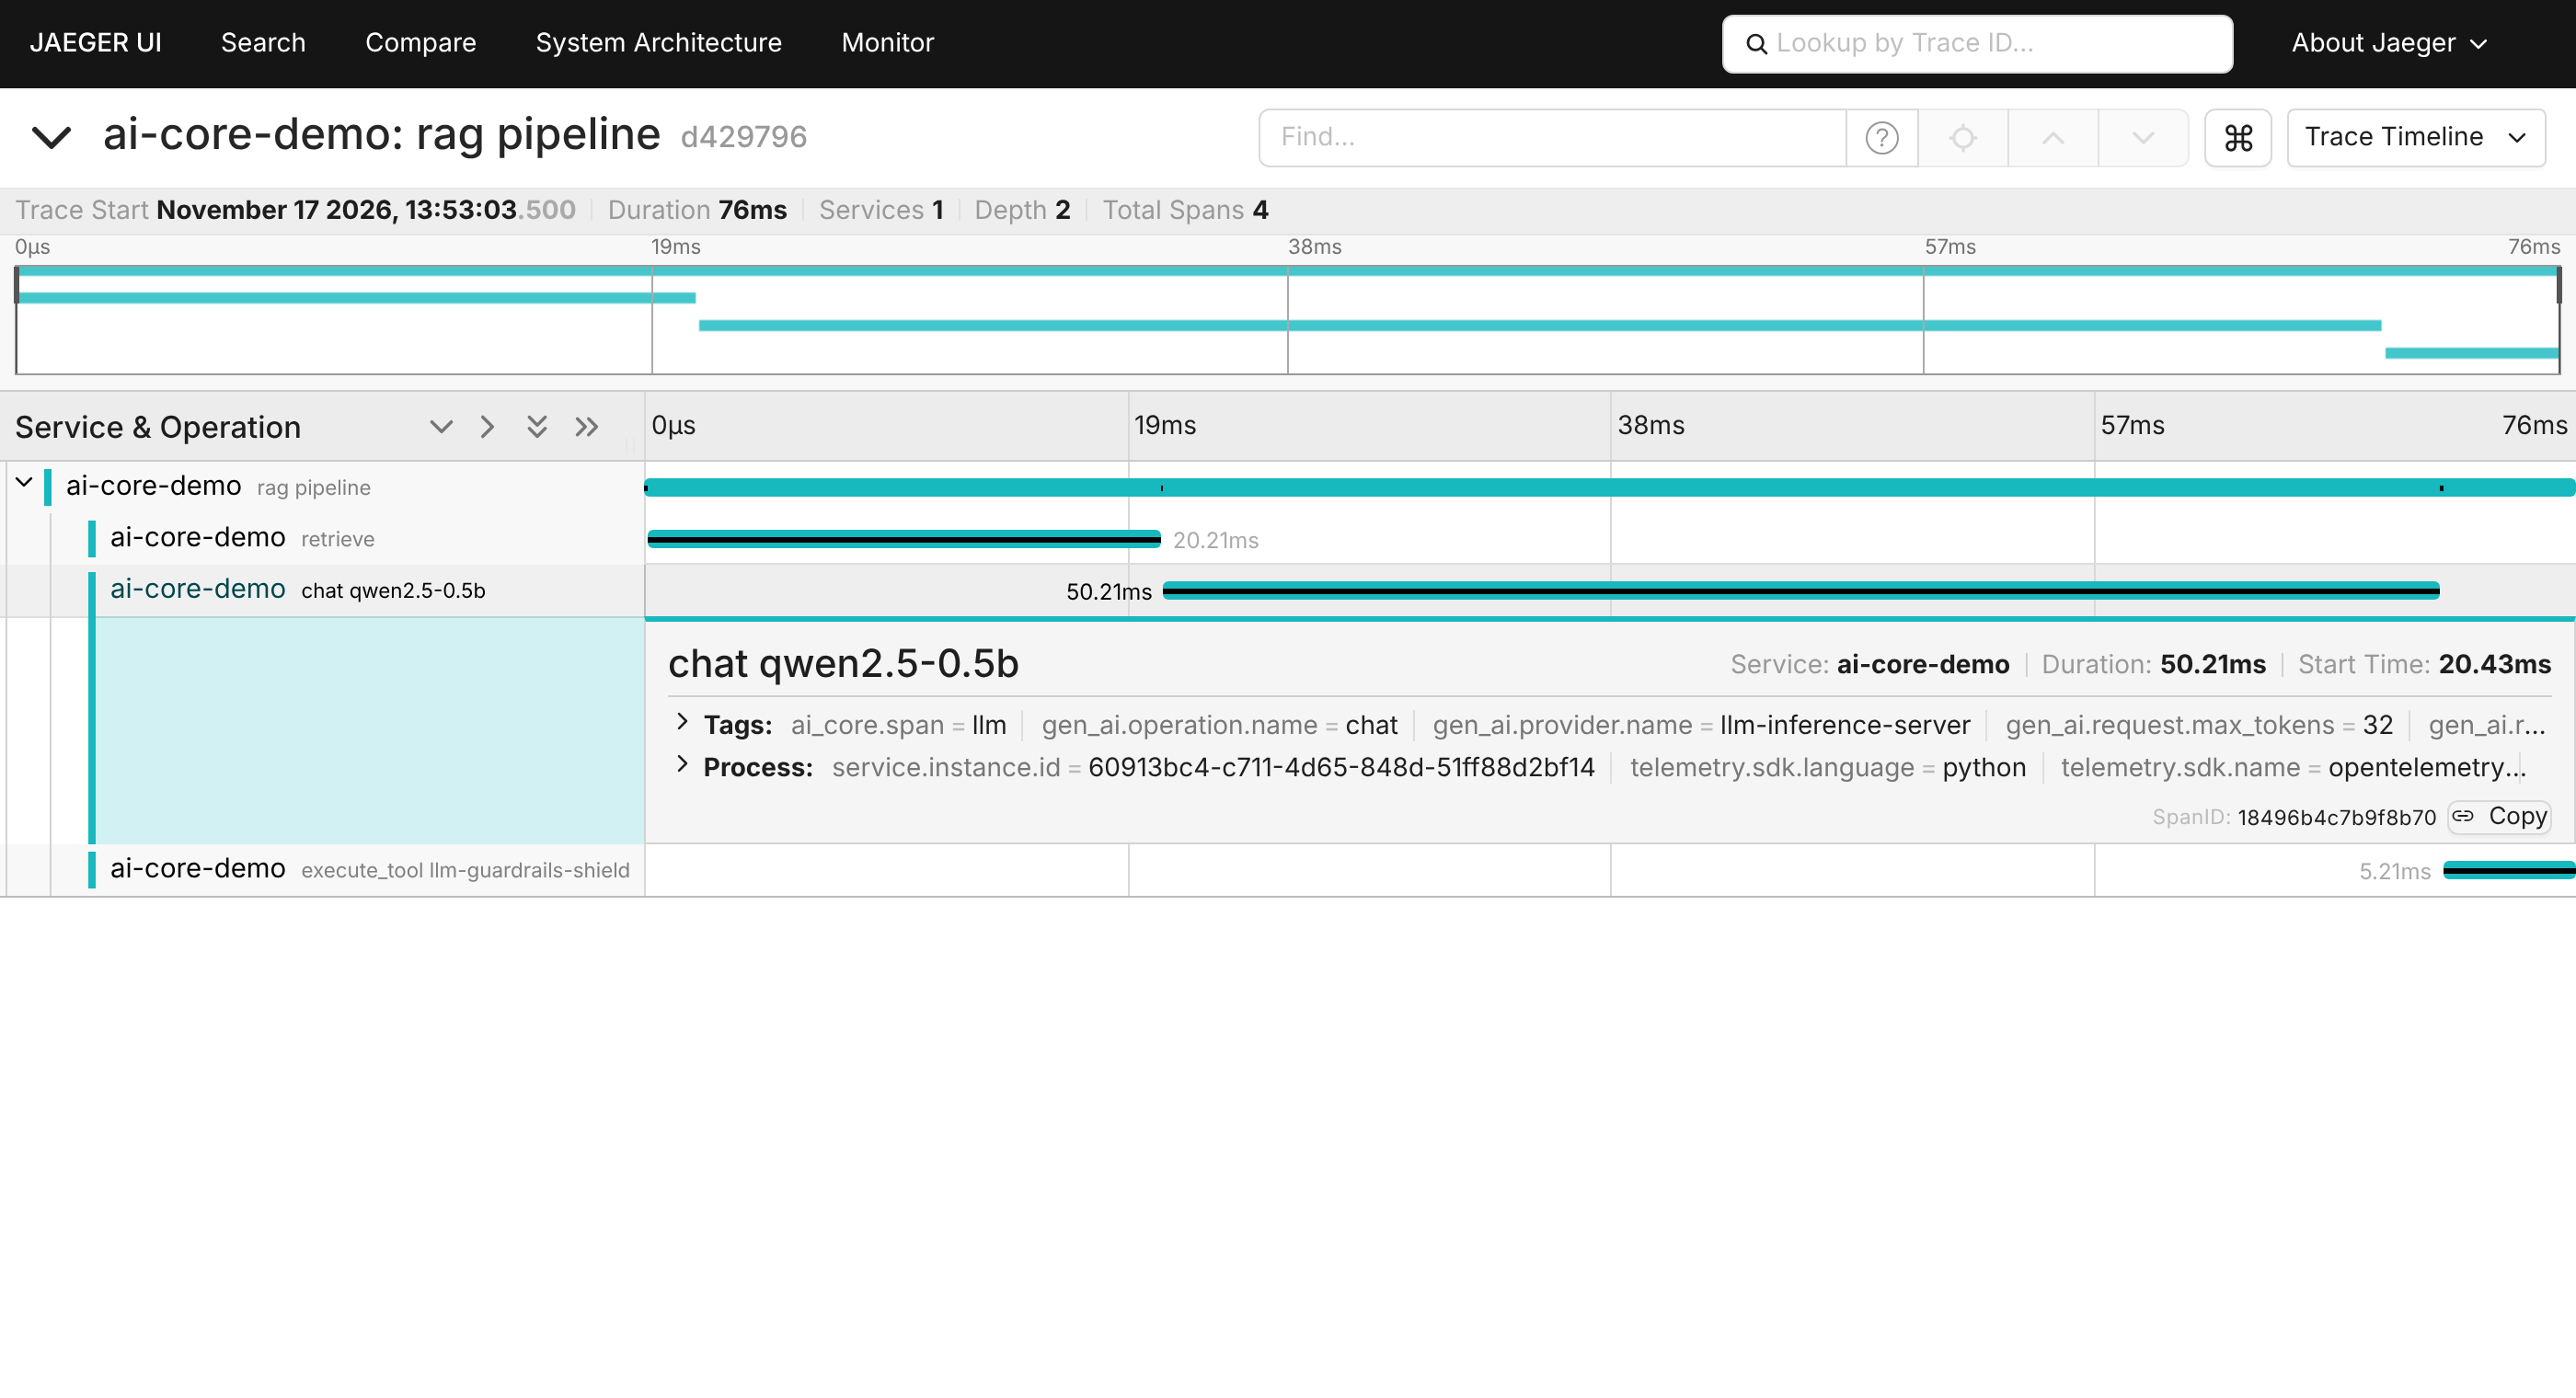 JAEGER UI Search Compare System Architecture Monitor Lookup by Trace ID... About Jaeger
ai-core-demo: rag pipeline d429796 Find... ? ⌘ Trace Timeline
Trace Start November 17 2026, 13:53:03.500 Duration 76ms Services 1 Depth 2 Total Spans 4
0μs 19ms 38ms 57ms 76ms
Service & Operation 0μs 19ms 38ms 57ms 76ms
ai-core-demo rag pipeline
ai-core-demo retrieve 20.21ms
ai-core-demo chat qwen2.5-0.5b 50.21ms
chat qwen2.5-0.5b Service: ai-core-demo Duration: 50.21ms Start Time: 20.43ms
Tags: ai_core.span = llm gen_ai.operation.name = chat gen_ai.provider.name = llm-inference-server gen_ai.request.max_tokens = 32 gen_ai.r...
Process: service.instance.id = 60913bc4-c711-4d65-848d-51ff88d2bf14 telemetry.sdk.language = python telemetry.sdk.name = opentelemetry...
SpanID: 18496b4c7b9f8b70 Copy
ai-core-demo execute_tool llm-guardrails-shield 5.21ms